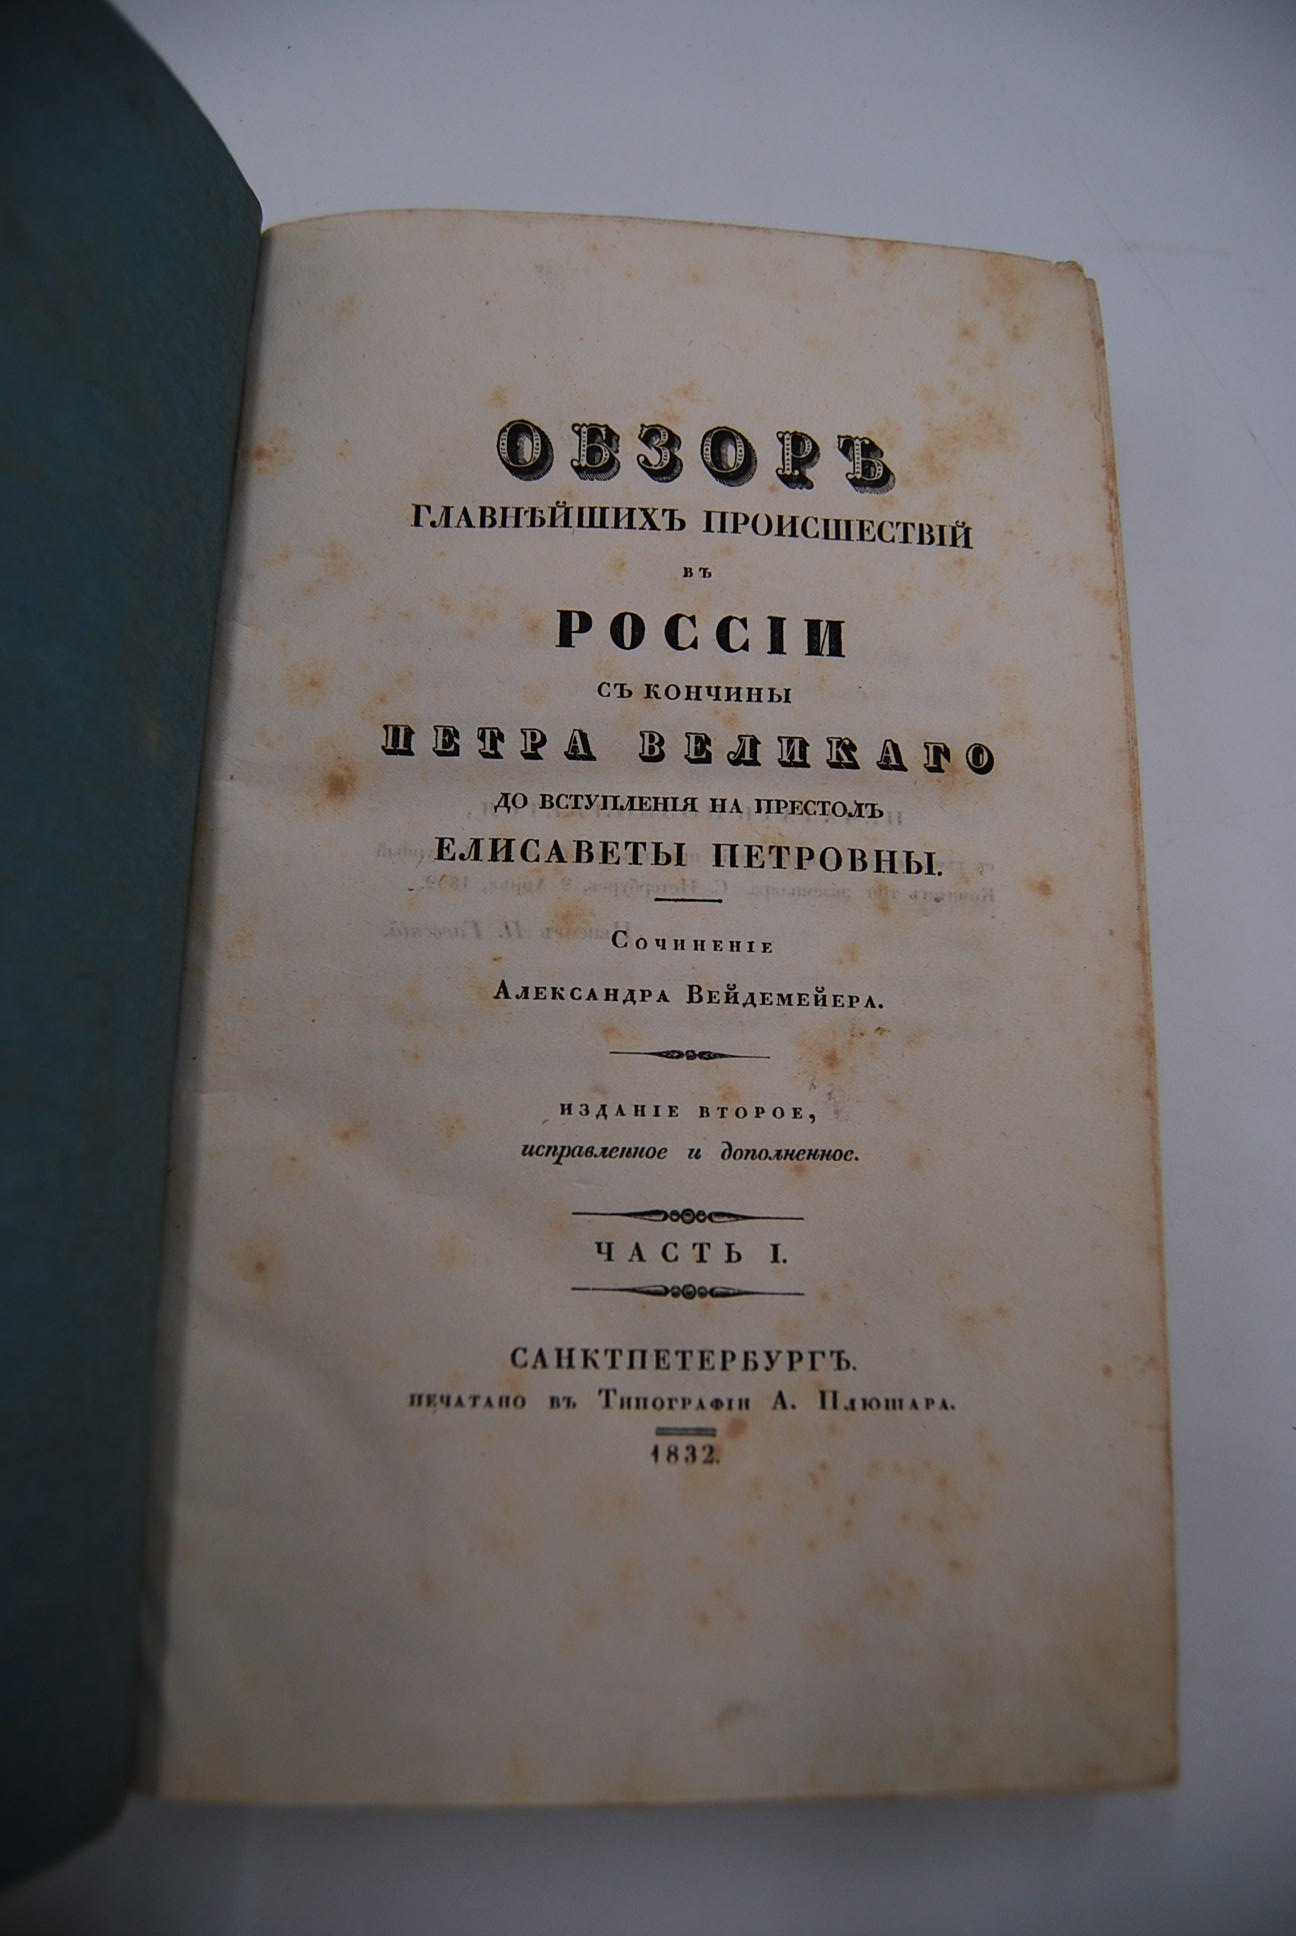 ОБЗОРЪ
ГЛАВНѢЙШИХЪ ПРОИСШЕСТВІЙ
ВЪ
РОССІИ
СЪ КОНЧИНЫ
ПЕТРА ВЕЛИКАГО
ДО ВСТУПЛЕНІЯ НА ПРЕСТОЛЪ
ЕЛИСАВЕТЫ ПЕТРОВНЫ.
СОЧИНЕНІЕ
АЛЕКСАНДРА ВЕЙДЕМЕЙЕРА.
ИЗДАНІЕ ВТОРОЕ,
исправленное и дополненное.
ЧАСТЬ I.
САНКТПЕТЕРБУРГЪ.
ПЕЧАТАНО ВЪ ТИПОГРАФІИ А. ПЛЮШАРА.
1832.